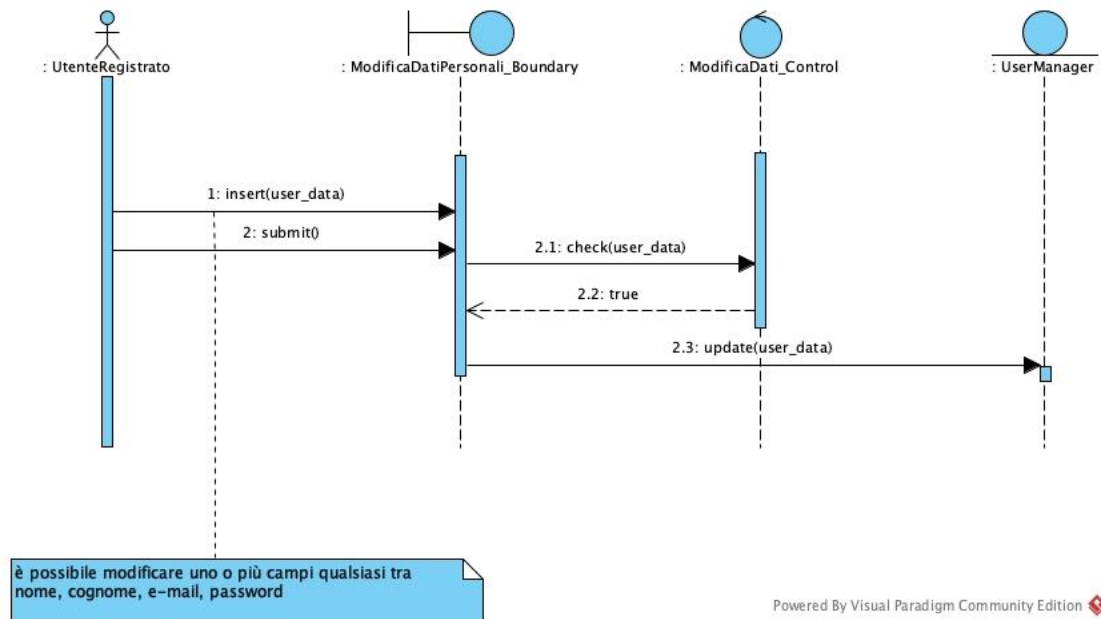 : UtenteRegistrato
: ModificaDatiPersonali_Boundary
: ModificaDati_Control
: UserManager
1: insert(user_data)
2: submit()
2.1: check(user_data)
2.2: true
2.3: update(user_data)
è possibile modificare uno o più campi qualsiasi tra
nome, cognome, e-mail, password
Powered By Visual Paradigm Community Edition